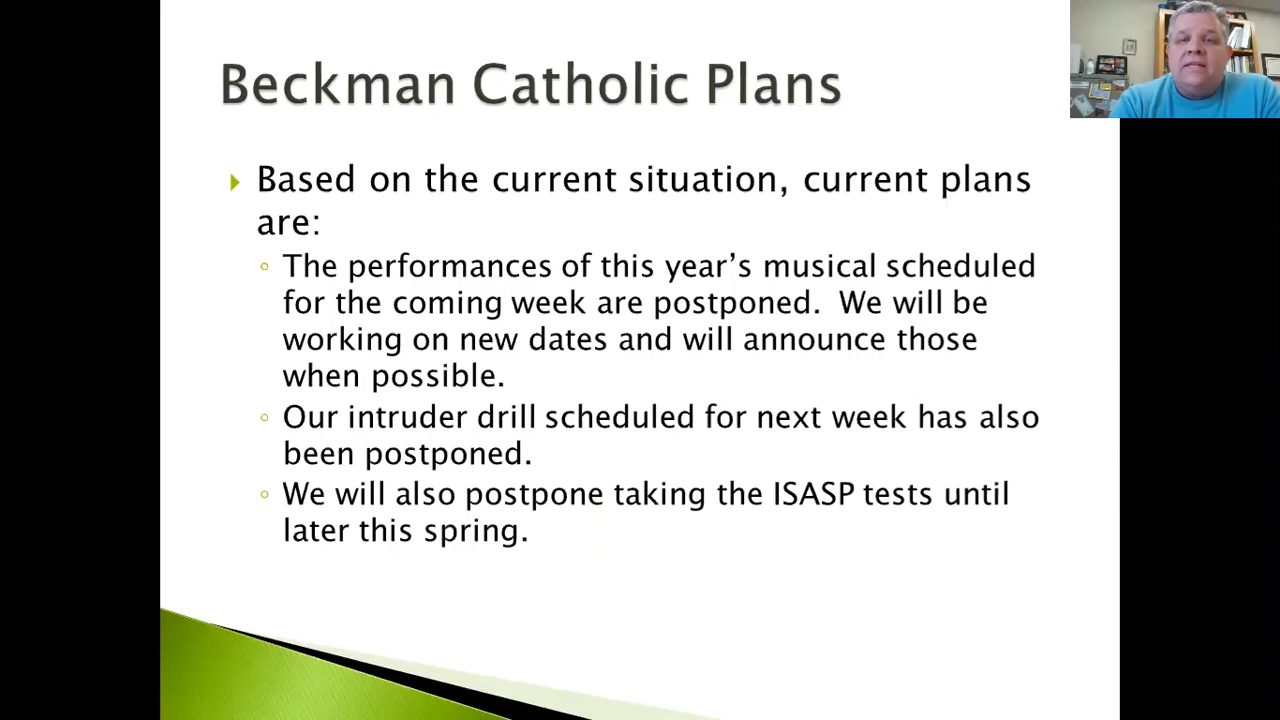 Beckman Catholic Plans
Based on the current situation, current plans
are:
The performances of this year’s musical scheduled
for the coming week are postponed.  We will be
working on new dates and will announce those
when possible.
Our intruder drill scheduled for next week has also
been postponed.
We will also postpone taking the ISASP tests until
later this spring.